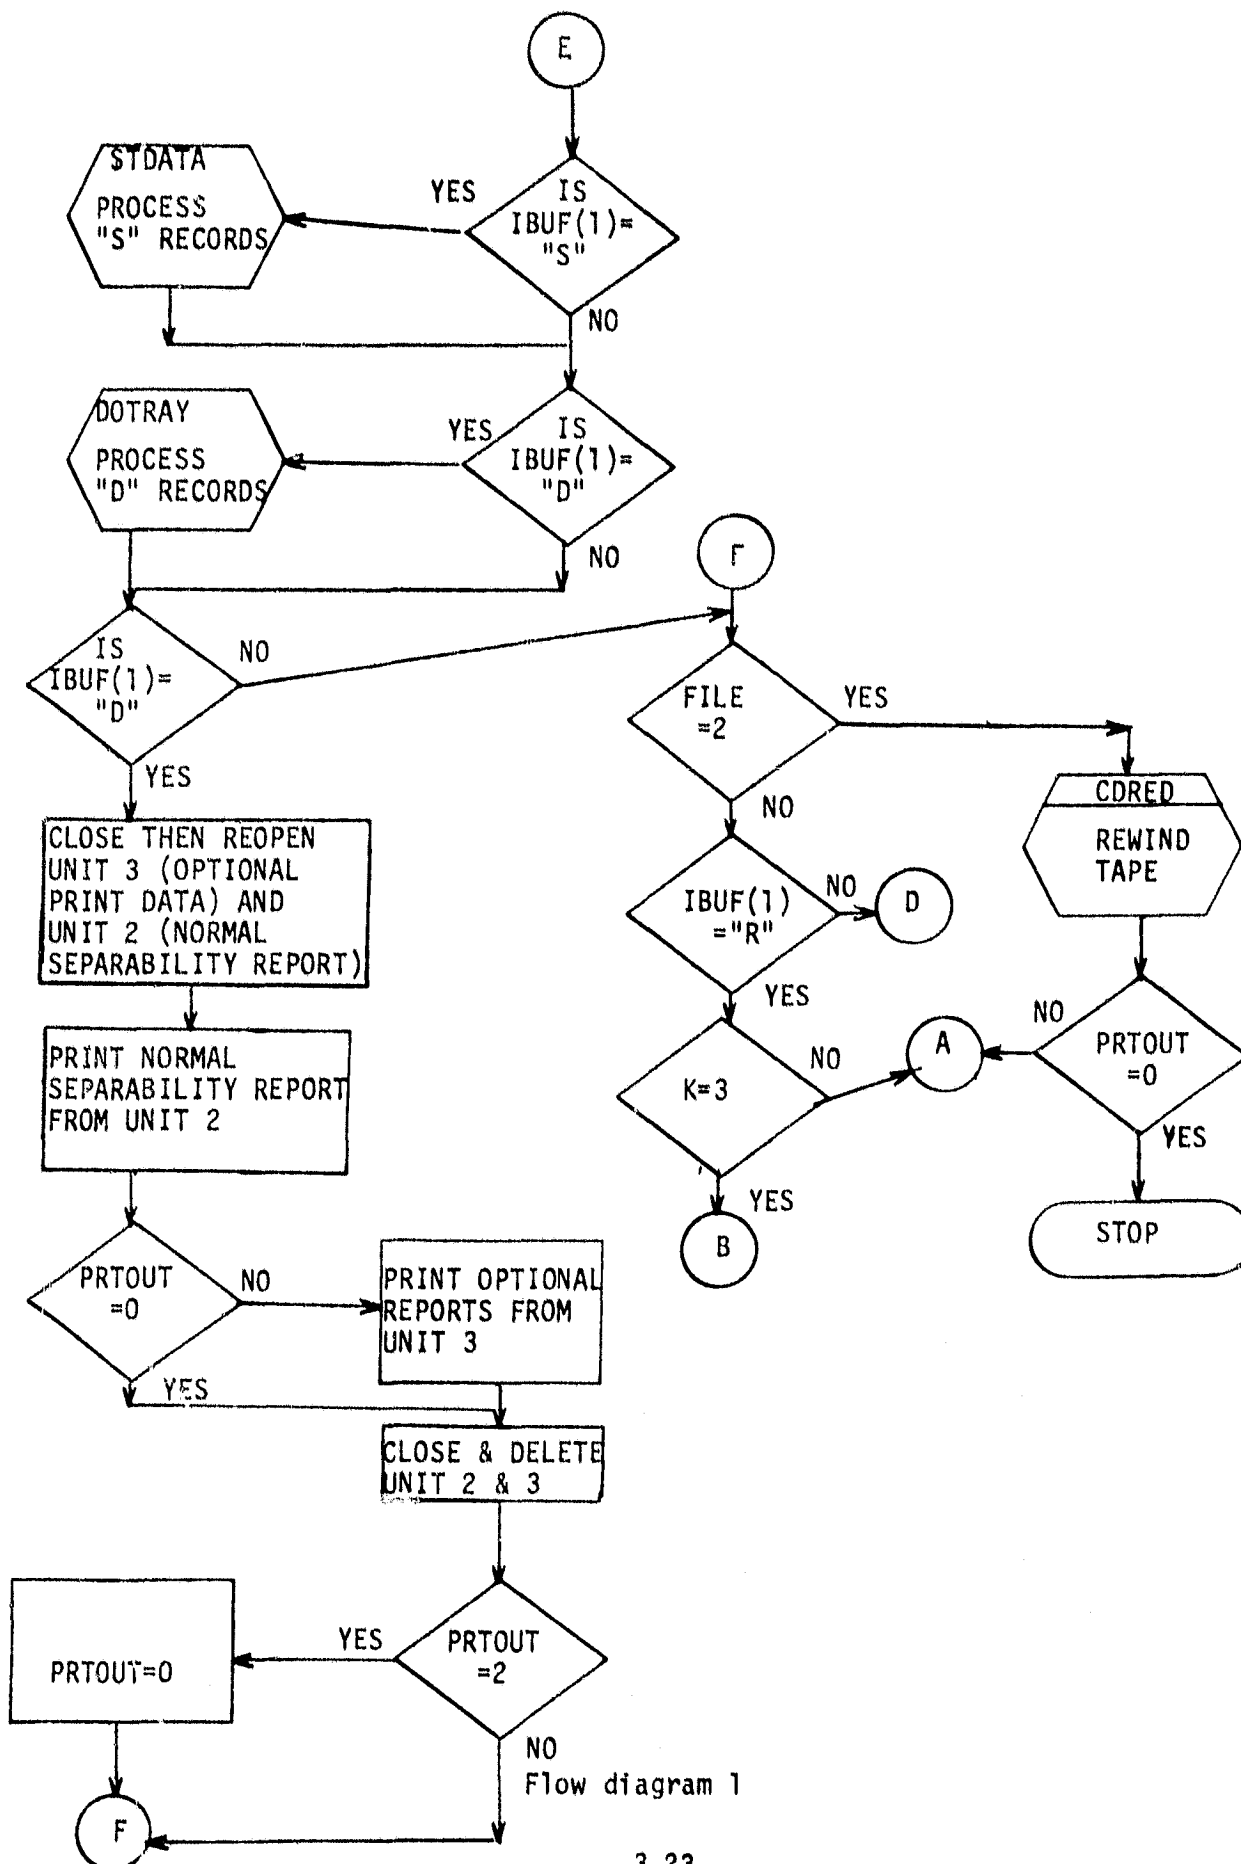 E
STDATA
PROCESS
"S" RECORDS
YES
IS
IBUF(1)=
"S"
NO
DOTRAY
PROCESS
"D" RECORDS
YES
IS
IBUF(1)=
"D"
NO
IS
IBUF(1)=
"D"
NO
YES
CLOSE THEN REOPEN
UNIT 3 (OPTIONAL
PRINT DATA) AND
UNIT 2 (NORMAL
SEPARABILITY REPORT)
PRINT NORMAL
SEPARABILITY REPORT
FROM UNIT 2
PRTOUT
=0
NO
YES
PRINT OPTIONAL
REPORTS FROM
UNIT 3
CLOSE & DELETE
UNIT 2 & 3
PRTOUT
=2
YES
PRTOUT=0
NO
F
F
FILE
=2
YES
NO
CDRED
REWIND
TAPE
IBUF(1)
="R"
NO
D
YES
K=3
NO
A
YES
B
PRTOUT
=0
NO
YES
STOP
Flow diagram 1
3-23